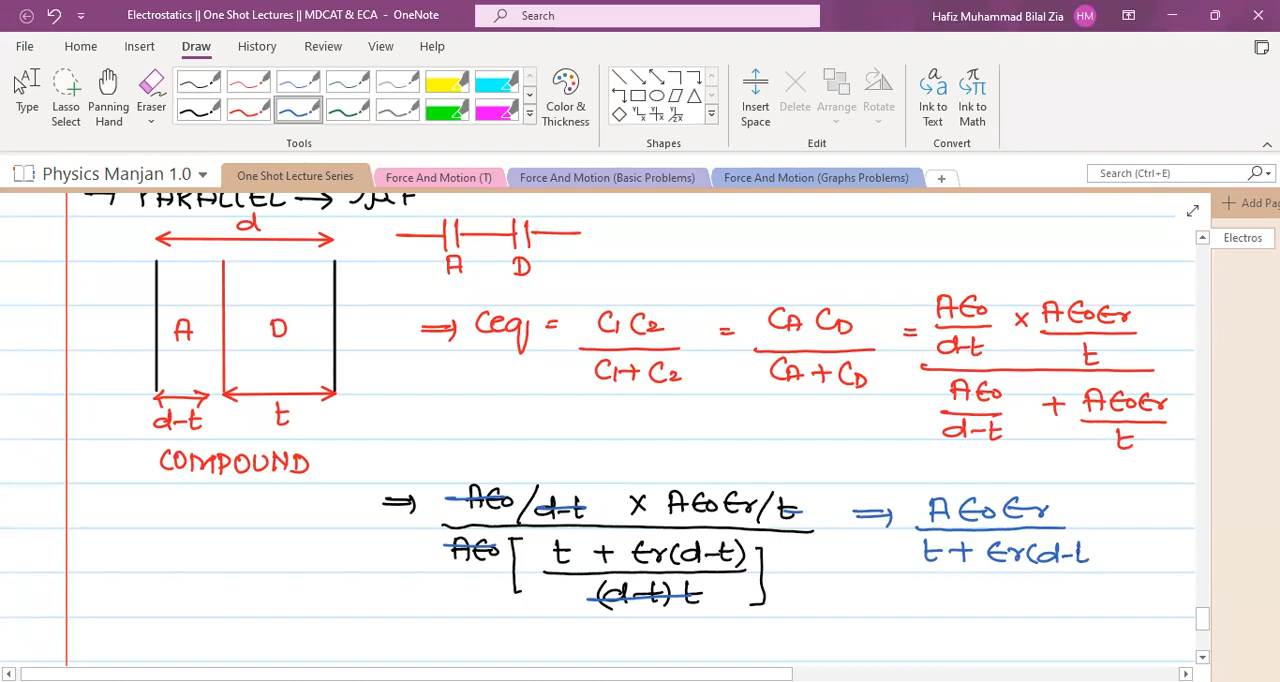 Electrostatics || One Shot Lectures || MDCAT & ECA - OneNote
Search
Hafiz Muhammad Bilal Zia
HM
File Home Insert Draw History Review View Help
Type
Lasso Select
Panning Hand
Eraser
Color & Thickness
Insert Space
Delete
Arrange
Rotate
Ink to Text
Ink to Math
Tools
Shapes
Edit
Convert
Physics Manjan 1.0
One Shot Lecture Series
Force And Motion (T)
Force And Motion (Basic Problems)
Force And Motion (Graphs Problems)
Search (Ctrl+E)
Add Pag
Electros
→ PARALLEL →
d
A D
A D
d-t t
COMPOUND
⇒ Ceq = C1 C2 / C1 + C2 = CA CD / CA + CD = (Aε0/d-t × Aε0εr/t) / (Aε0/d-t + Aε0εr/t)
⇒ Aε0/d-t × Aε0εr/t / Aε0 [ t + εr(d-t) / (d-t)t ] ⇒ Aε0εr / t + εr(d-t